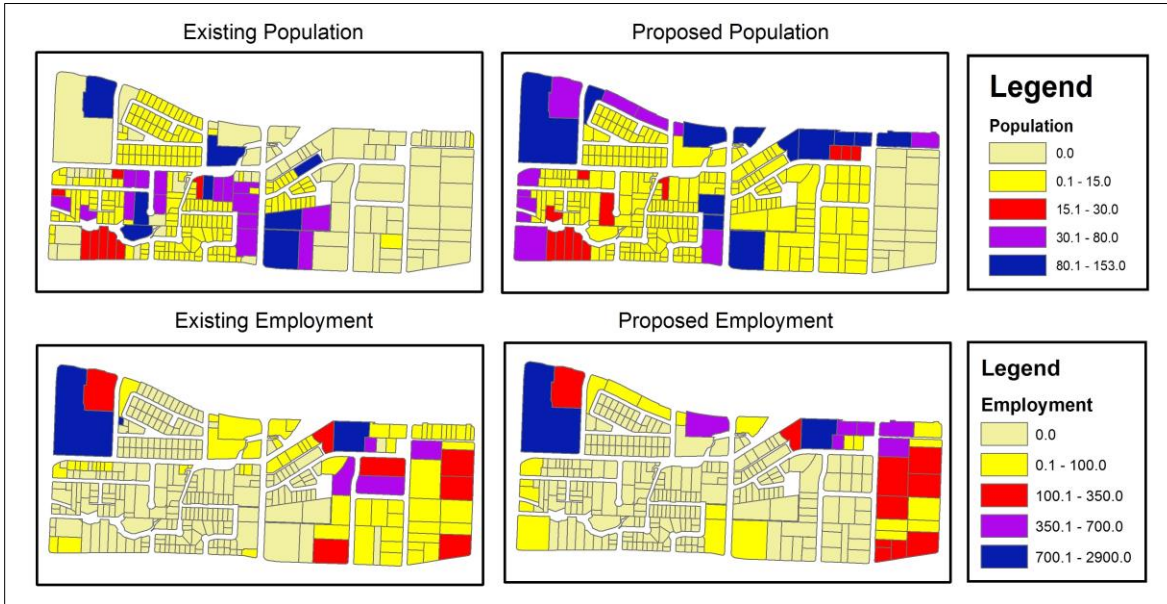 Existing Population
Proposed Population
Legend
Population
0.0
0.1 - 15.0
15.1 - 30.0
30.1 - 80.0
80.1 - 153.0
Existing Employment
Proposed Employment
Legend
Employment
0.0
0.1 - 100.0
100.1 - 350.0
350.1 - 700.0
700.1 - 2900.0